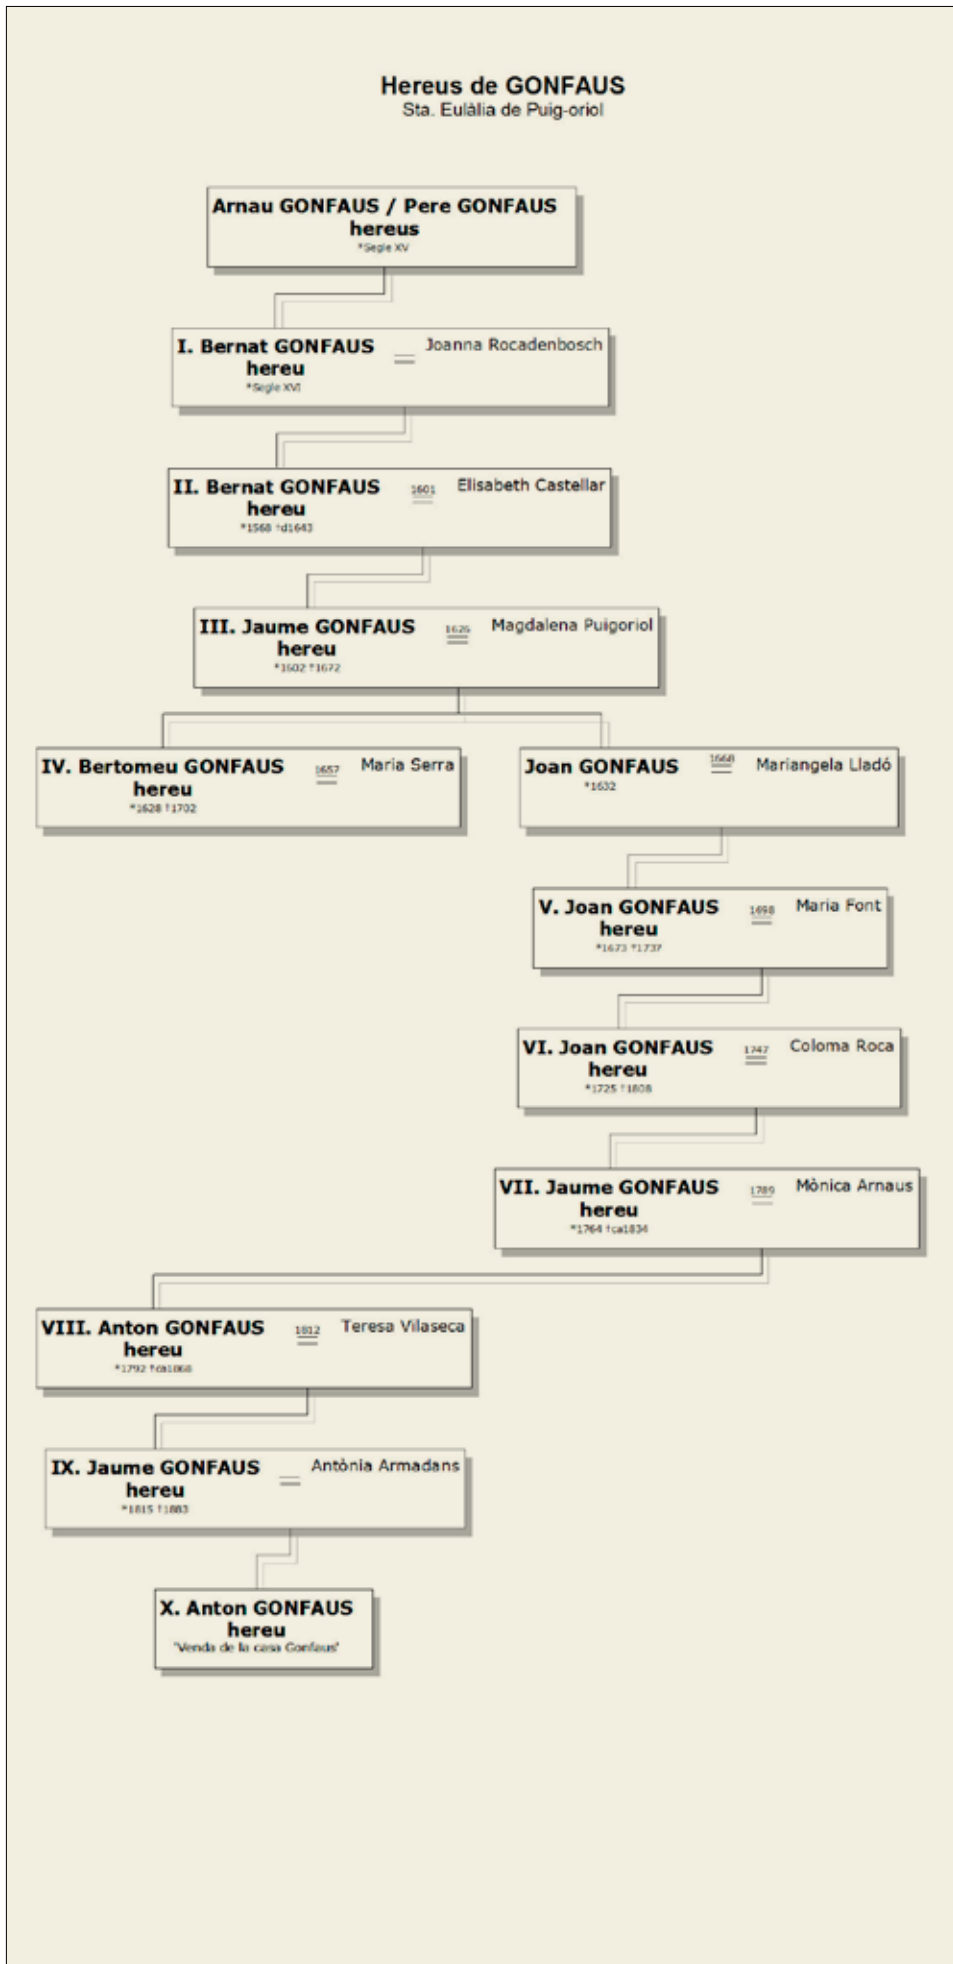 Hereus de GONFAUS
Sta. Eulàlia de Puig-oriol
Arnau GONFAUS / Pere GONFAUS
hereus
*Segle XV
I. Bernat GONFAUS
hereu
*Segle XVI
Joanna Rocadenbosch
II. Bernat GONFAUS
hereu
*1568 †d1643
1601
Elisabeth Castellar
III. Jaume GONFAUS
hereu
*1602 †1672
1626
Magdalena Puigoriol
IV. Bertomeu GONFAUS
hereu
*1628 †1702
1657
Maria Serra
Joan GONFAUS
*1632
1668
Mariangela Lladó
V. Joan GONFAUS
hereu
*1673 †1737
1698
Maria Font
VI. Joan GONFAUS
hereu
*1725 †1808
1747
Coloma Roca
VII. Jaume GONFAUS
hereu
*1764 †ca1834
1789
Mònica Arnaus
VIII. Anton GONFAUS
hereu
*1792 †ca1868
1812
Teresa Vilaseca
IX. Jaume GONFAUS
hereu
*1815 †1883
Antònia Armadans
X. Anton GONFAUS
hereu
"Venda de la casa Gonfaus"